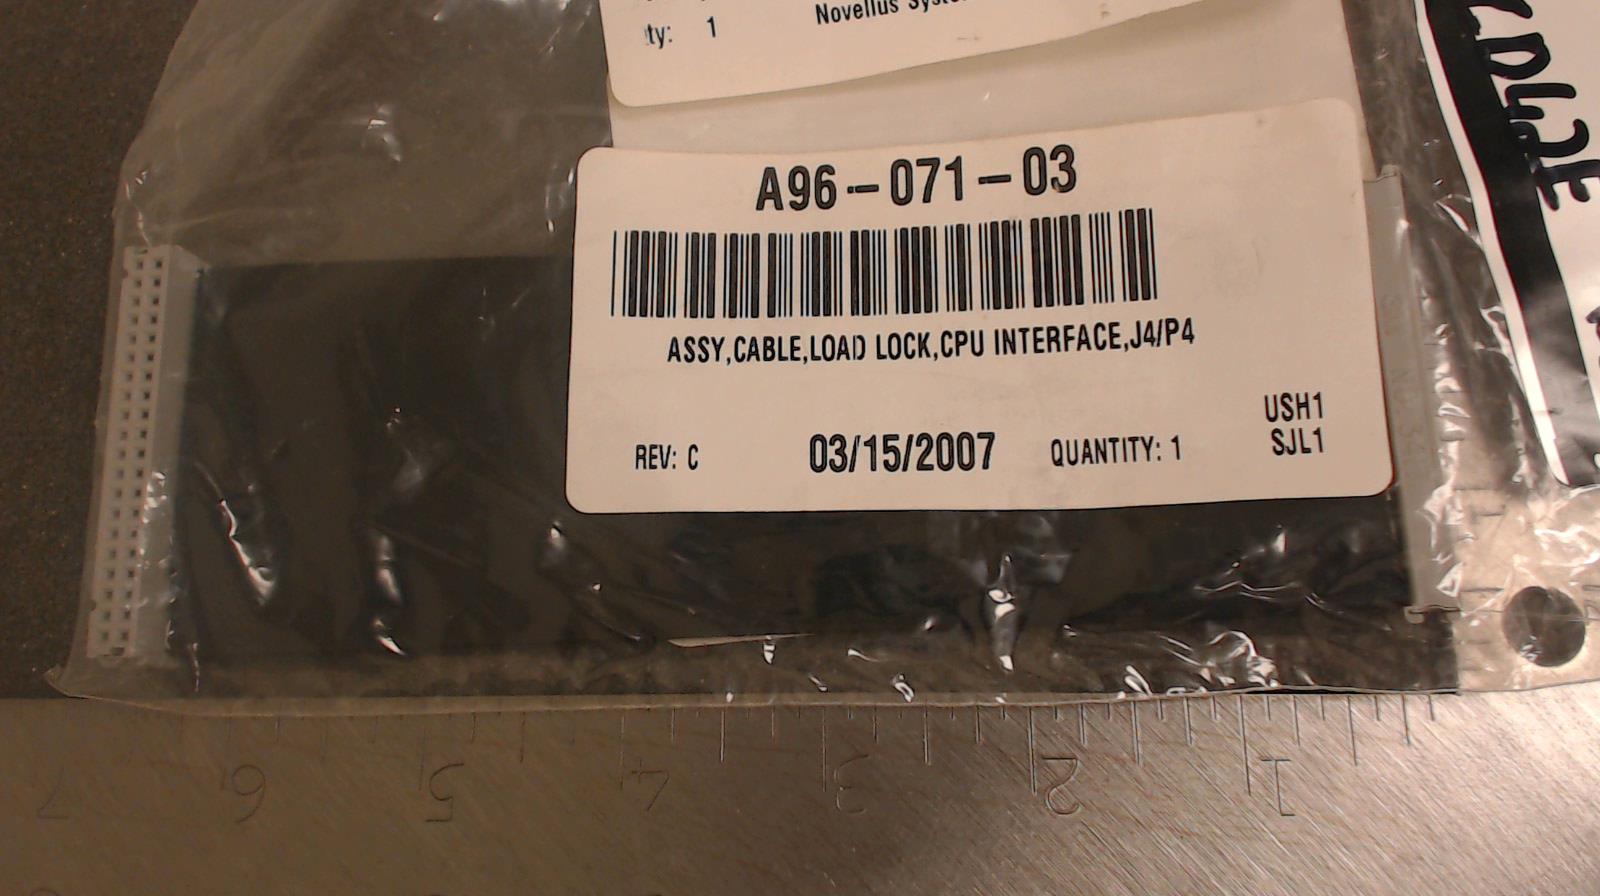 ty: 1
Novellus
A96-071-03
ASSY,CABLE,LOAD LOCK,CPU INTERFACE,J4/P4
USH1
REV: C 03/15/2007 QUANTITY: 1 SJL1
7 6 5 4 3 2 1